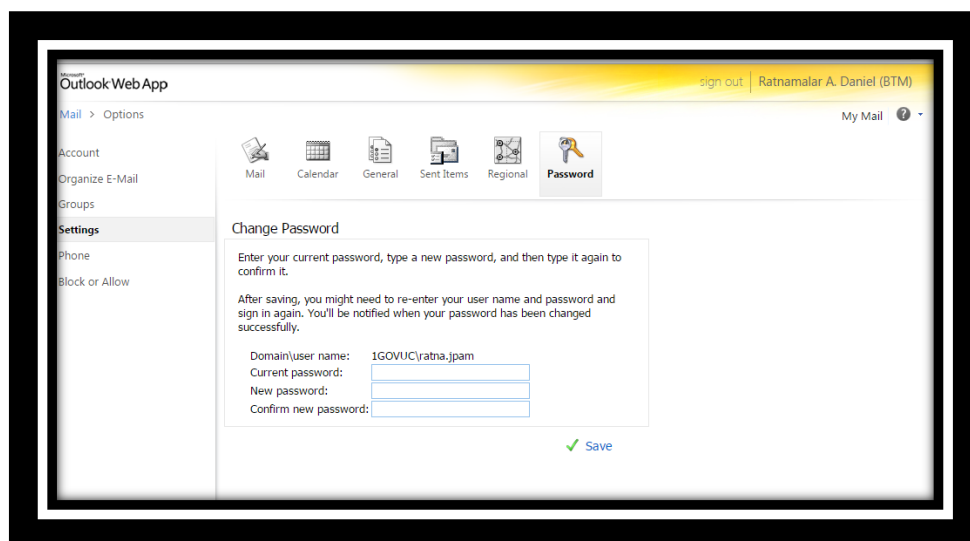 Microsoft®
Outlook Web App
sign out Ratnamalar A. Daniel (BTM)
Mail > Options
My Mail ?
Account
Organize E-Mail
Groups
Settings
Phone
Block or Allow
Mail Calendar General Sent Items Regional Password
Change Password
Enter your current password, type a new password, and then type it again to
confirm it.
After saving, you might need to re-enter your user name and password and
sign in again. You'll be notified when your password has been changed
successfully.
Domain\user name: 1GOVUC\ratna.jpam
Current password:
New password:
Confirm new password:
Save